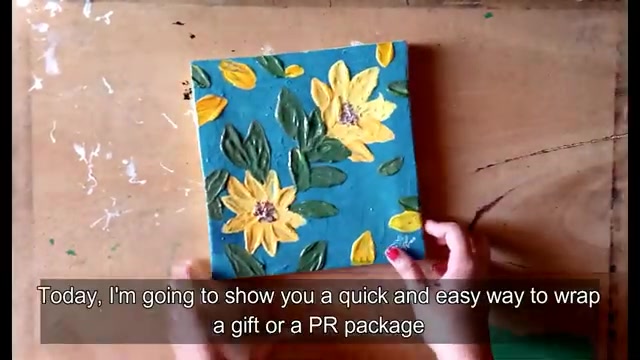 Today, I'm going to show you a quick and easy way to wrap
a gift or a PR package